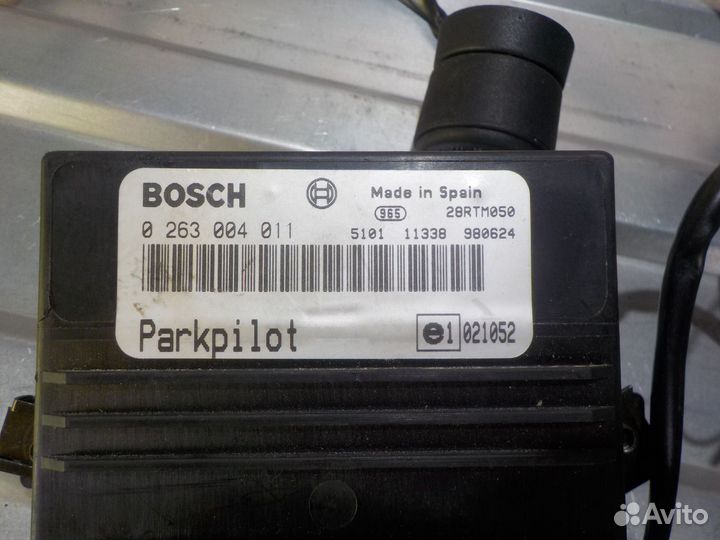 BOSCH
Made in Spain
965 28RTM050
0 263 004 011
5101 11338 980624
Parkpilot
e1 021052
Avito